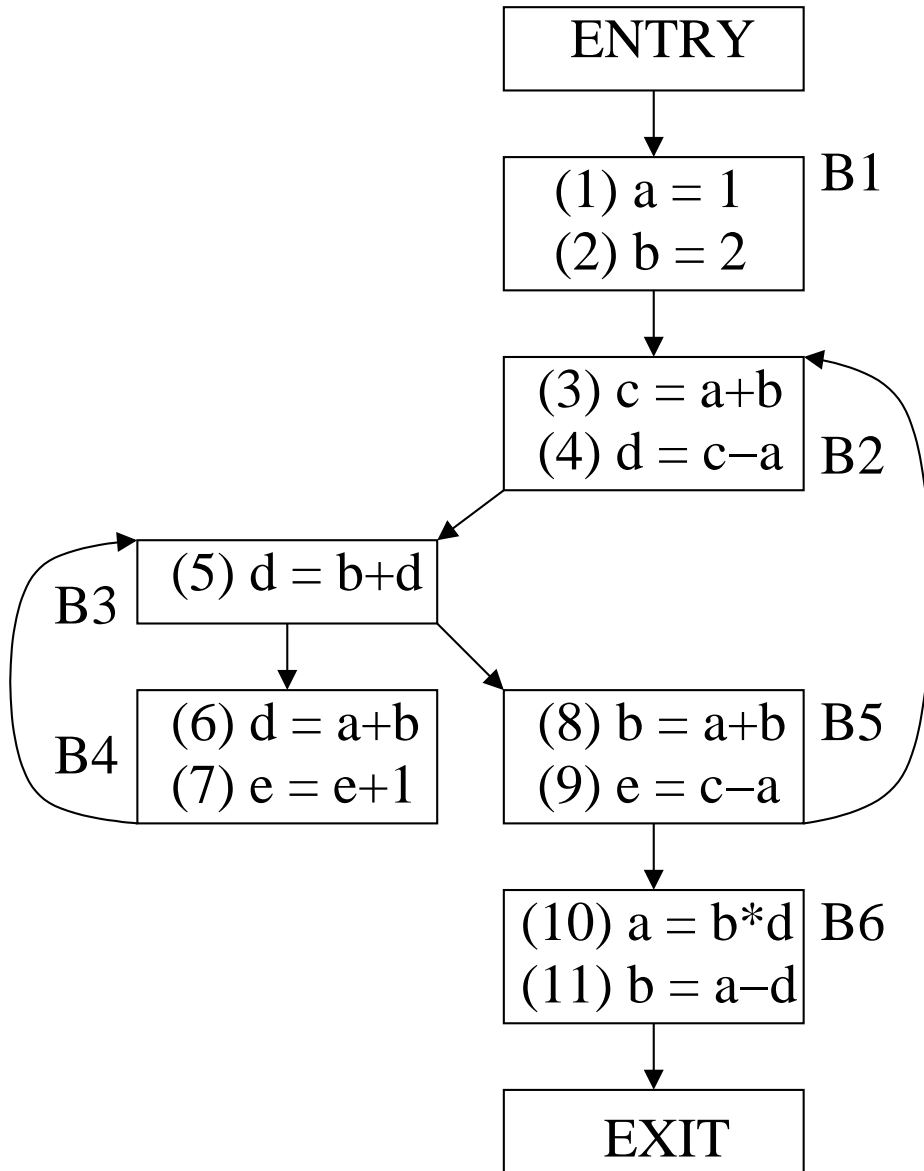 ENTRY
B1
(1) a = 1
(2) b = 2
(3) c = a+b
(4) d = c−a
B2
(5) d = b+d
B3
(6) d = a+b
(7) e = e+1
B4
(8) b = a+b
(9) e = c−a
B5
(10) a = b*d
(11) b = a−d
B6
EXIT